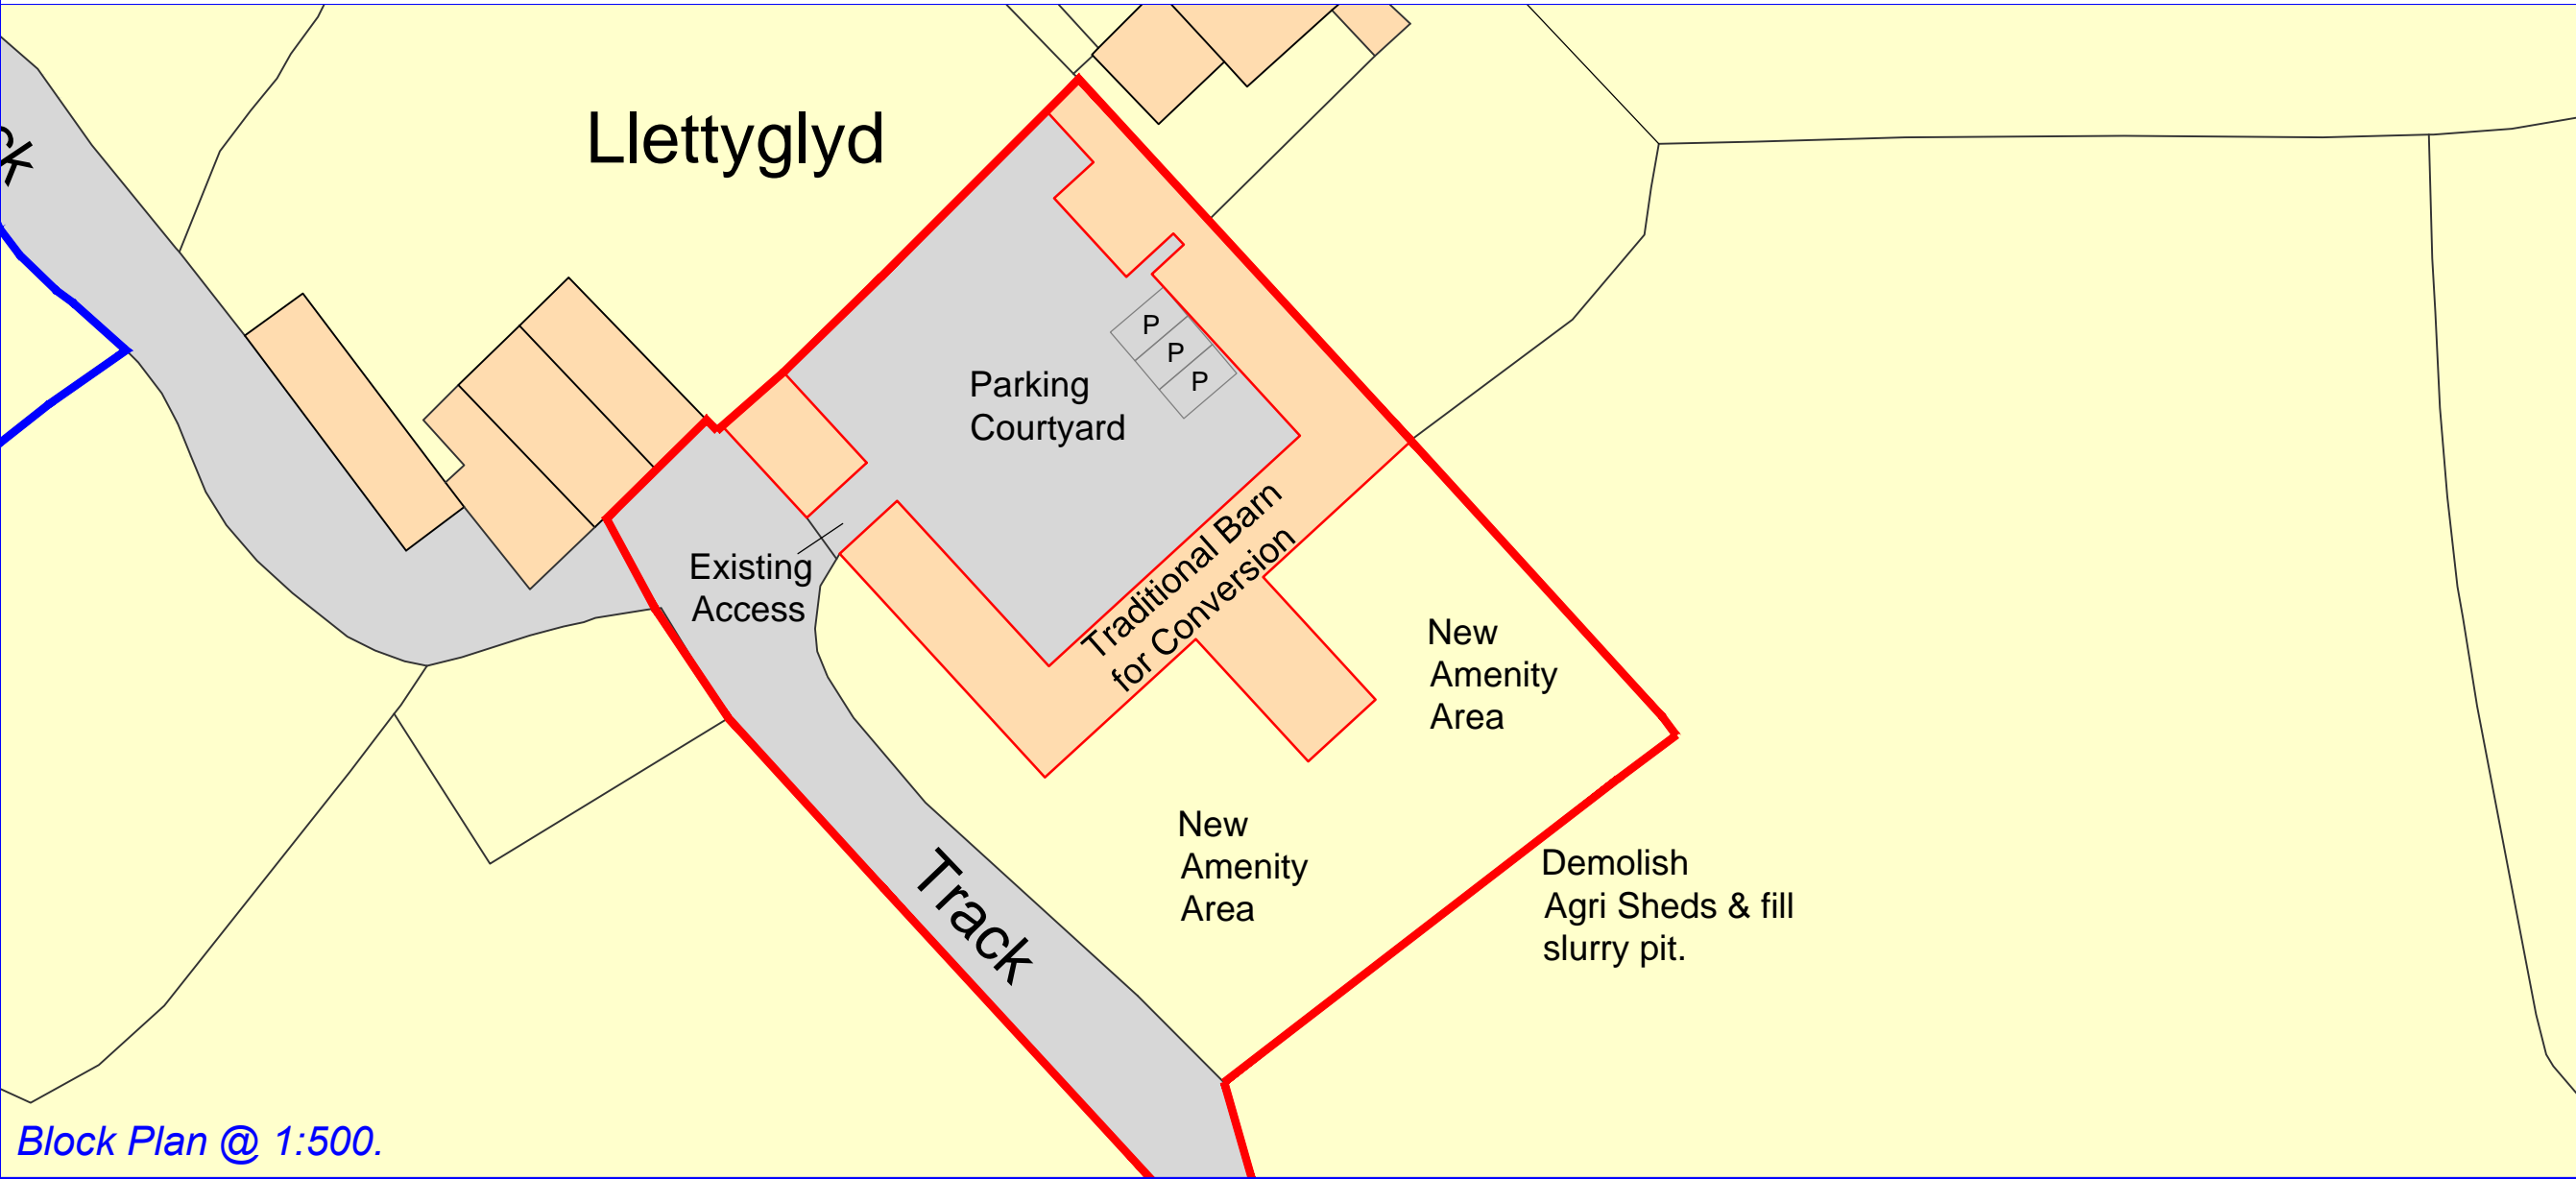 Llettyglyd
P
P
P
Parking
Courtyard
Existing
Access
Traditional Barn
for Conversion
New
Amenity
Area
New
Amenity
Area
Demolish
Agri Sheds & fill
slurry pit.
Track
Block Plan @ 1:500.